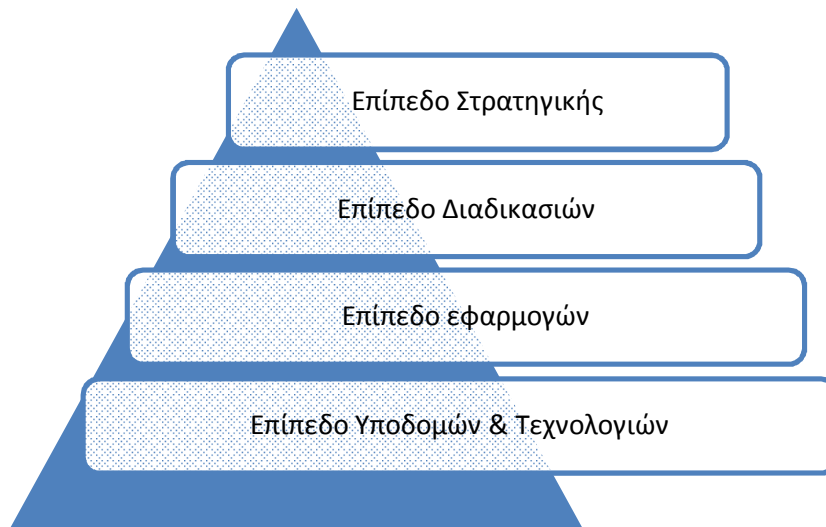 Επίπεδο Στρατηγικής
Επίπεδο Διαδικασιών
Επίπεδο εφαρμογών
Επίπεδο Υποδομών & Τεχνολογιών